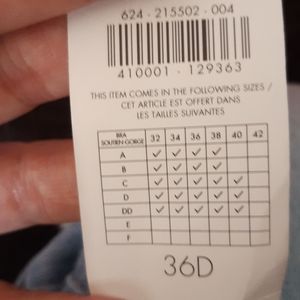 624 - 215502 - 004
410001 - 129363
THIS ITEM COMES IN THE FOLLOWING SIZES /
CET ARTICLE EST OFFERT DANS
LES TAILLES SUIVANTES
BRA
SOUTIEN-GORGE 32 34 36 38 40 42
A ✓ ✓ ✓ ✓
B ✓ ✓ ✓ ✓
C ✓ ✓ ✓ ✓ ✓
D ✓ ✓ ✓ ✓ ✓
DD ✓ ✓ ✓ ✓ ✓
E
F
36D